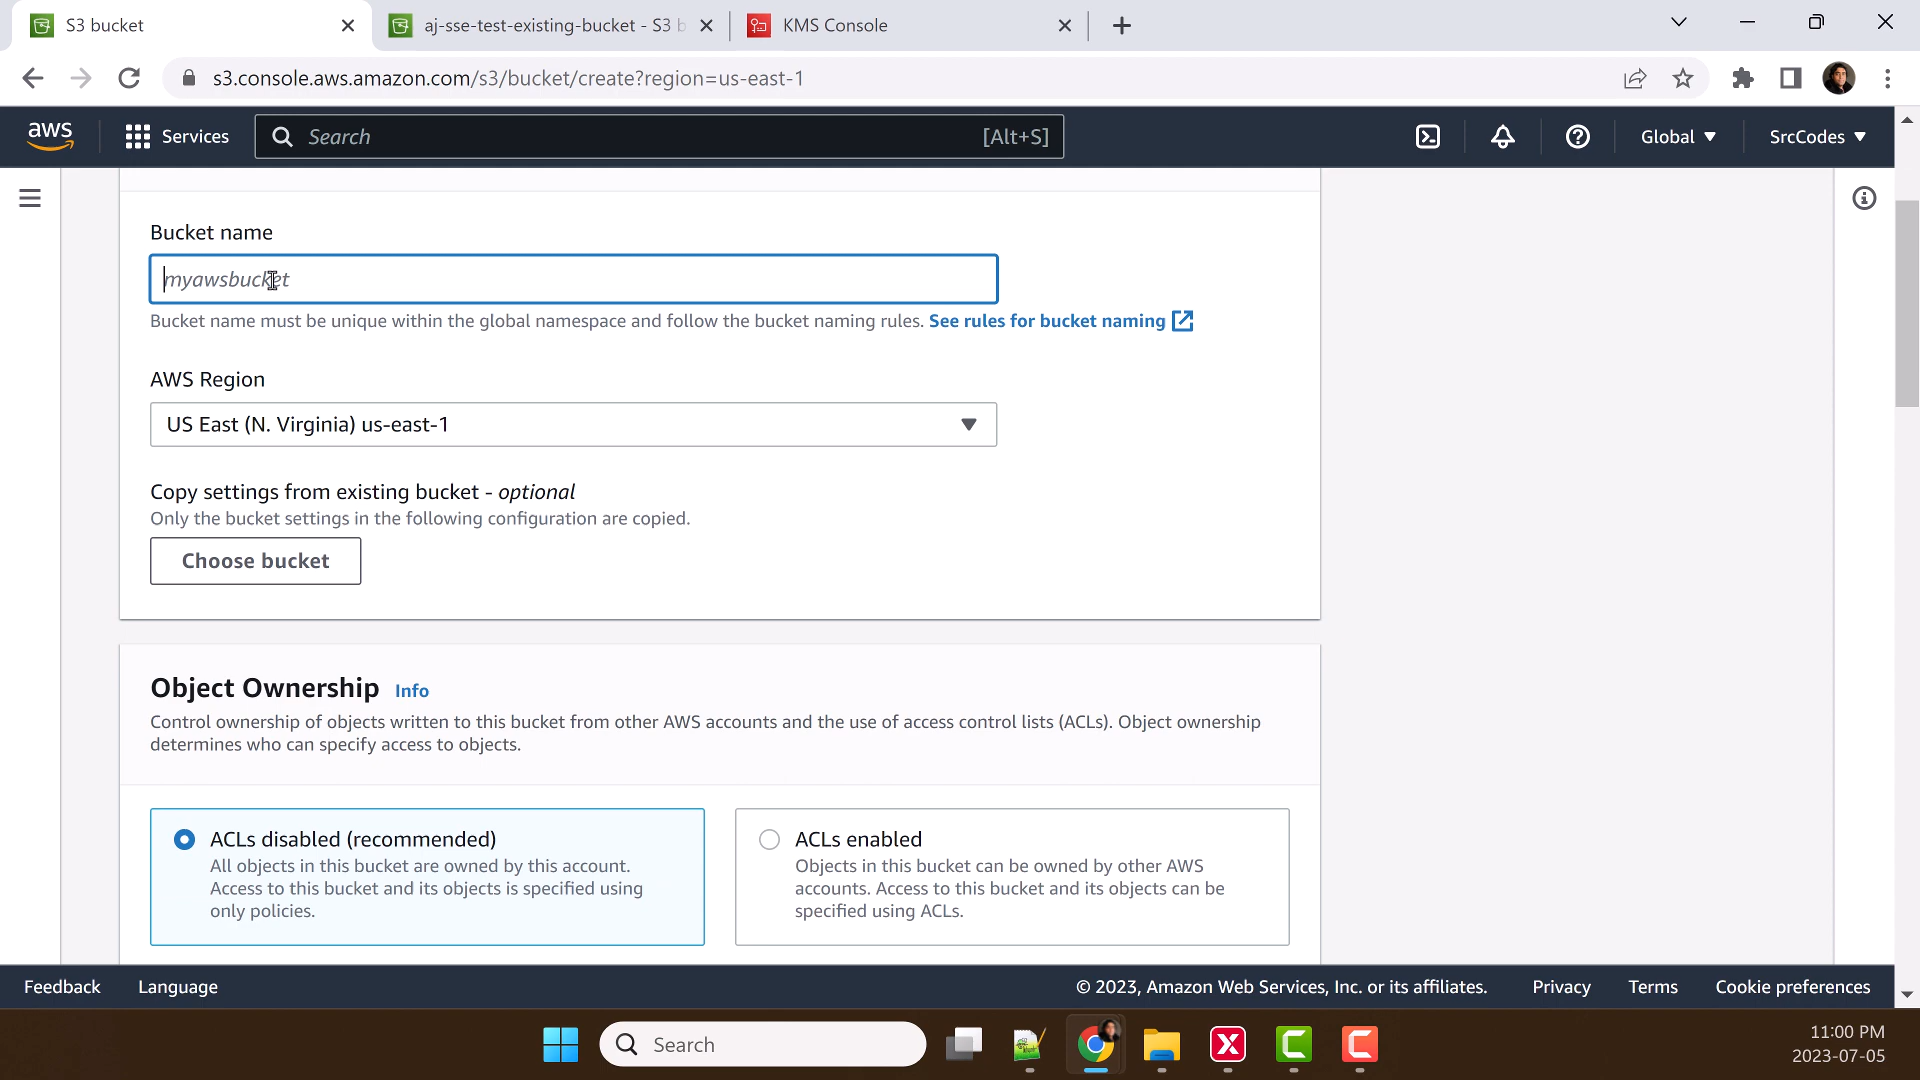 S3 bucket
aj-sse-test-existing-bucket - S3 b
KMS Console
s3.console.aws.amazon.com/s3/bucket/create?region=us-east-1
aws
Services
Search
[Alt+S]
Global
SrcCodes
Bucket name
myawsbucket
Bucket name must be unique within the global namespace and follow the bucket naming rules. See rules for bucket naming
AWS Region
US East (N. Virginia) us-east-1
Copy settings from existing bucket - optional
Only the bucket settings in the following configuration are copied.
Choose bucket
Object Ownership Info
Control ownership of objects written to this bucket from other AWS accounts and the use of access control lists (ACLs). Object ownership
determines who can specify access to objects.
ACLs disabled (recommended)
All objects in this bucket are owned by this account.
Access to this bucket and its objects is specified using
only policies.
ACLs enabled
Objects in this bucket can be owned by other AWS
accounts. Access to this bucket and its objects can be
specified using ACLs.
Feedback
Language
© 2023, Amazon Web Services, Inc. or its affiliates.
Privacy
Terms
Cookie preferences
Search
11:00 PM
2023-07-05